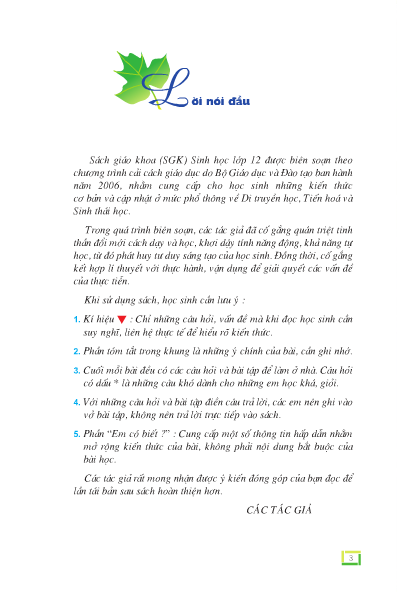 Lời nói đầu
Sách giáo khoa (SGK) Sinh học lớp 12 được biên soạn theo
chương trình cải cách giáo dục do Bộ Giáo dục và Đào tạo ban hành
năm 2006, nhằm cung cấp cho học sinh những kiến thức
cơ bản và cập nhật ở mức phổ thông về Di truyền học, Tiến hoá và
Sinh thái học.
Trong quá trình biên soạn, các tác giả đã cố gắng quán triệt tinh
thần đổi mới cách dạy và học, khơi dậy tính năng động, khả năng tự
học, từ đó phát huy tư duy sáng tạo của học sinh. Đồng thời, cố gắng
kết hợp lí thuyết với thực hành, vận dụng để giải quyết các vấn đề
của thực tiễn.
Khi sử dụng sách, học sinh cần lưu ý :
1. Kí hiệu ▼ : Chỉ những câu hỏi, vấn đề mà khi đọc học sinh cần
suy nghĩ, liên hệ thực tế để hiểu rõ kiến thức.
2. Phần tóm tắt trong khung là những ý chính của bài, cần ghi nhớ.
3. Cuối mỗi bài đều có các câu hỏi và bài tập để làm ở nhà. Câu hỏi
có dấu * là những câu khó dành cho những em học khá, giỏi.
4. Với những câu hỏi và bài tập điền câu trả lời, các em nên ghi vào
vở bài tập, không nên trả lời trực tiếp vào sách.
5. Phần “Em có biết ?” : Cung cấp một số thông tin hấp dẫn nhằm
mở rộng kiến thức của bài, không phải nội dung bắt buộc của
bài học.
Các tác giả rất mong nhận được ý kiến đóng góp của bạn đọc để
lần tái bản sau sách hoàn thiện hơn.
CÁC TÁC GIẢ
3